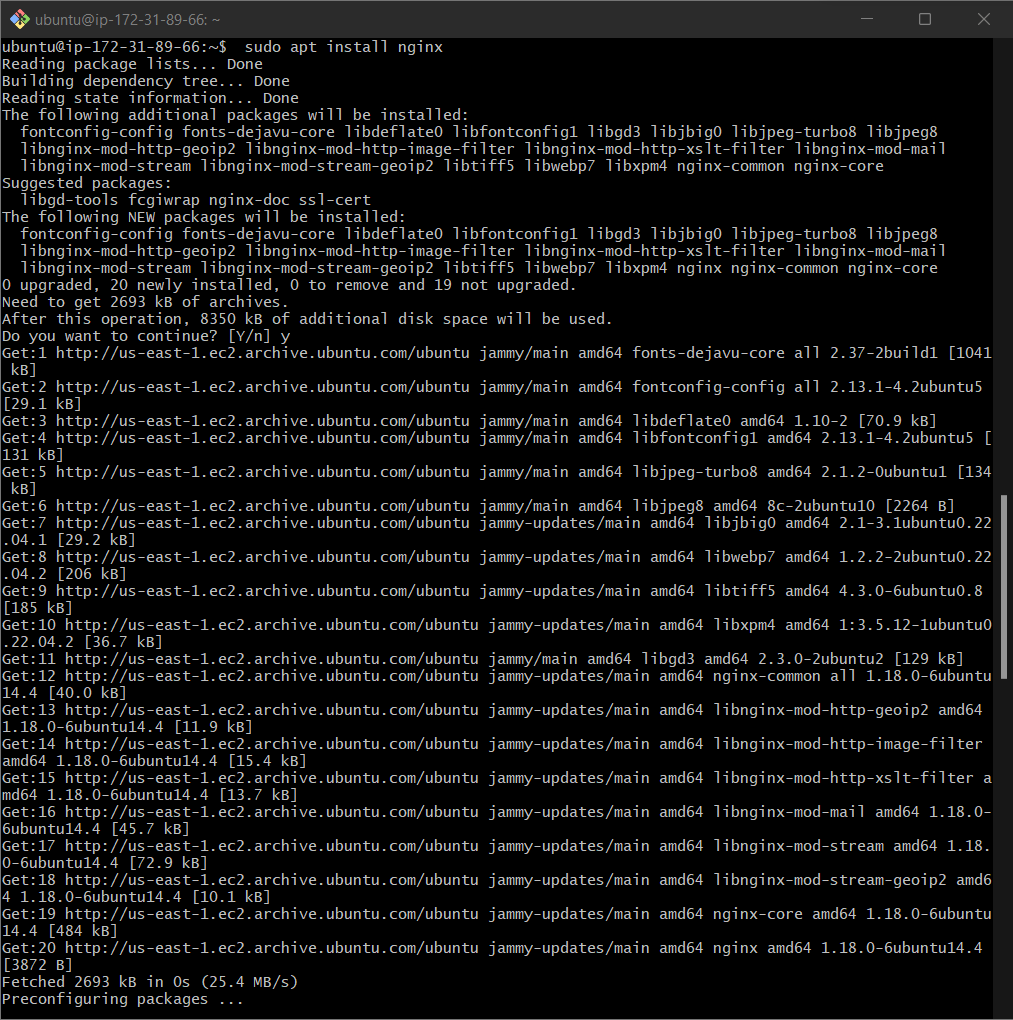 ubuntu@ip-172-31-89-66: ~
ubuntu@ip-172-31-89-66:~$  sudo apt install nginx
Reading package lists... Done
Building dependency tree... Done
Reading state information... Done
The following additional packages will be installed:
  fontconfig-config fonts-dejavu-core libdeflate0 libfontconfig1 libgd3 libjbig0 libjpeg-turbo8 libjpeg8
  libnginx-mod-http-geoip2 libnginx-mod-http-image-filter libnginx-mod-http-xslt-filter libnginx-mod-mail
  libnginx-mod-stream libnginx-mod-stream-geoip2 libtiff5 libwebp7 libxpm4 nginx-common nginx-core
Suggested packages:
  libgd-tools fcgiwrap nginx-doc ssl-cert
The following NEW packages will be installed:
  fontconfig-config fonts-dejavu-core libdeflate0 libfontconfig1 libgd3 libjbig0 libjpeg-turbo8 libjpeg8
  libnginx-mod-http-geoip2 libnginx-mod-http-image-filter libnginx-mod-http-xslt-filter libnginx-mod-mail
  libnginx-mod-stream libnginx-mod-stream-geoip2 libtiff5 libwebp7 libxpm4 nginx nginx-common nginx-core
0 upgraded, 20 newly installed, 0 to remove and 19 not upgraded.
Need to get 2693 kB of archives.
After this operation, 8350 kB of additional disk space will be used.
Do you want to continue? [Y/n] y
Get:1 http://us-east-1.ec2.archive.ubuntu.com/ubuntu jammy/main amd64 fonts-dejavu-core all 2.37-2build1 [1041
 kB]
Get:2 http://us-east-1.ec2.archive.ubuntu.com/ubuntu jammy/main amd64 fontconfig-config all 2.13.1-4.2ubuntu5
[29.1 kB]
Get:3 http://us-east-1.ec2.archive.ubuntu.com/ubuntu jammy/main amd64 libdeflate0 amd64 1.10-2 [70.9 kB]
Get:4 http://us-east-1.ec2.archive.ubuntu.com/ubuntu jammy/main amd64 libfontconfig1 amd64 2.13.1-4.2ubuntu5 [
131 kB]
Get:5 http://us-east-1.ec2.archive.ubuntu.com/ubuntu jammy/main amd64 libjpeg-turbo8 amd64 2.1.2-0ubuntu1 [134
 kB]
Get:6 http://us-east-1.ec2.archive.ubuntu.com/ubuntu jammy/main amd64 libjpeg8 amd64 8c-2ubuntu10 [2264 B]
Get:7 http://us-east-1.ec2.archive.ubuntu.com/ubuntu jammy-updates/main amd64 libjbig0 amd64 2.1-3.1ubuntu0.22
.04.1 [29.2 kB]
Get:8 http://us-east-1.ec2.archive.ubuntu.com/ubuntu jammy-updates/main amd64 libwebp7 amd64 1.2.2-2ubuntu0.22
.04.2 [206 kB]
Get:9 http://us-east-1.ec2.archive.ubuntu.com/ubuntu jammy-updates/main amd64 libtiff5 amd64 4.3.0-6ubuntu0.8
[185 kB]
Get:10 http://us-east-1.ec2.archive.ubuntu.com/ubuntu jammy-updates/main amd64 libxpm4 amd64 1:3.5.12-1ubuntu0
.22.04.2 [36.7 kB]
Get:11 http://us-east-1.ec2.archive.ubuntu.com/ubuntu jammy/main amd64 libgd3 amd64 2.3.0-2ubuntu2 [129 kB]
Get:12 http://us-east-1.ec2.archive.ubuntu.com/ubuntu jammy-updates/main amd64 nginx-common all 1.18.0-6ubuntu
14.4 [40.0 kB]
Get:13 http://us-east-1.ec2.archive.ubuntu.com/ubuntu jammy-updates/main amd64 libnginx-mod-http-geoip2 amd64
1.18.0-6ubuntu14.4 [11.9 kB]
Get:14 http://us-east-1.ec2.archive.ubuntu.com/ubuntu jammy-updates/main amd64 libnginx-mod-http-image-filter
amd64 1.18.0-6ubuntu14.4 [15.4 kB]
Get:15 http://us-east-1.ec2.archive.ubuntu.com/ubuntu jammy-updates/main amd64 libnginx-mod-http-xslt-filter a
md64 1.18.0-6ubuntu14.4 [13.7 kB]
Get:16 http://us-east-1.ec2.archive.ubuntu.com/ubuntu jammy-updates/main amd64 libnginx-mod-mail amd64 1.18.0-
6ubuntu14.4 [45.7 kB]
Get:17 http://us-east-1.ec2.archive.ubuntu.com/ubuntu jammy-updates/main amd64 libnginx-mod-stream amd64 1.18.
0-6ubuntu14.4 [72.9 kB]
Get:18 http://us-east-1.ec2.archive.ubuntu.com/ubuntu jammy-updates/main amd64 libnginx-mod-stream-geoip2 amd6
4 1.18.0-6ubuntu14.4 [10.1 kB]
Get:19 http://us-east-1.ec2.archive.ubuntu.com/ubuntu jammy-updates/main amd64 nginx-core amd64 1.18.0-6ubuntu
14.4 [484 kB]
Get:20 http://us-east-1.ec2.archive.ubuntu.com/ubuntu jammy-updates/main amd64 nginx amd64 1.18.0-6ubuntu14.4
[3872 B]
Fetched 2693 kB in 0s (25.4 MB/s)
Preconfiguring packages ...